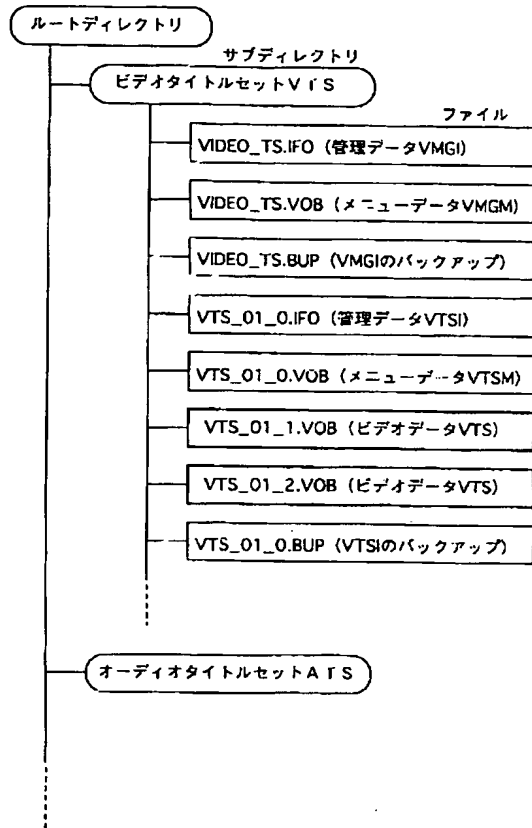 ルートディレクトリ
サブディレクトリ
ビデオタイトルセットVTS
ファイル
VIDEO_TS.IFO (管理データVMGI)
VIDEO_TS.VOB (メニューデータVMGM)
VIDEO_TS.BUP (VMGIのバックアップ)
VTS_01_0.IFO (管理データVTSI)
VTS_01_0.VOB (メニューデータVTSM)
VTS_01_1.VOB (ビデオデータVTS)
VTS_01_2.VOB (ビデオデータVTS)
VTS_01_0.BUP (VTSIのバックアップ)
オーディオタイトルセットATS